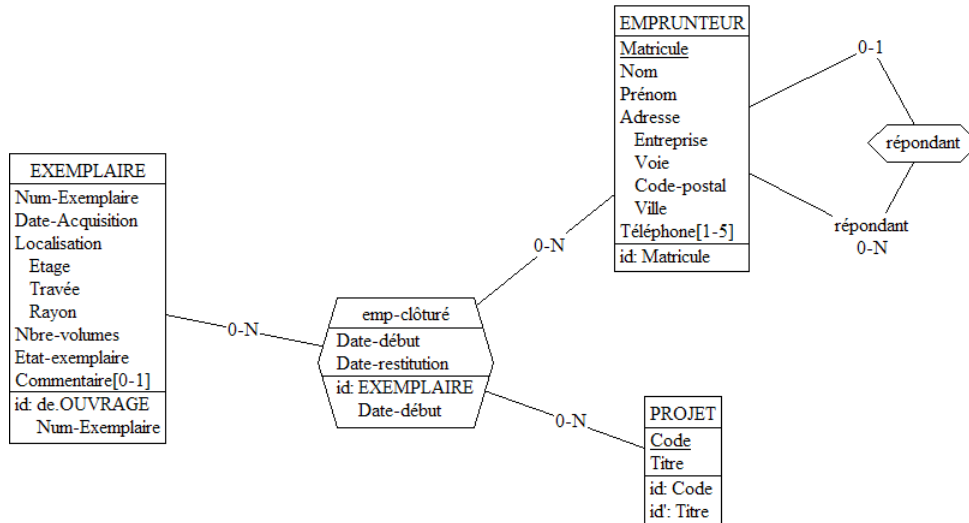 EMPRUNTEUR
Matricule
Nom
Prénom
Adresse
Entreprise
Voie
Code-postal
Ville
Téléphone[1-5]
id: Matricule
0-1
répondant
répondant
0-N
EXEMPLAIRE
Num-Exemplaire
Date-Acquisition
Localisation
Etage
Travée
Rayon
Nbre-volumes
Etat-exemplaire
Commentaire[0-1]
id: de.OUVRAGE
Num-Exemplaire
0-N
0-N
emp-clôturé
Date-début
Date-restitution
id: EXEMPLAIRE
Date-début
0-N
PROJET
Code
Titre
id: Code
id': Titre